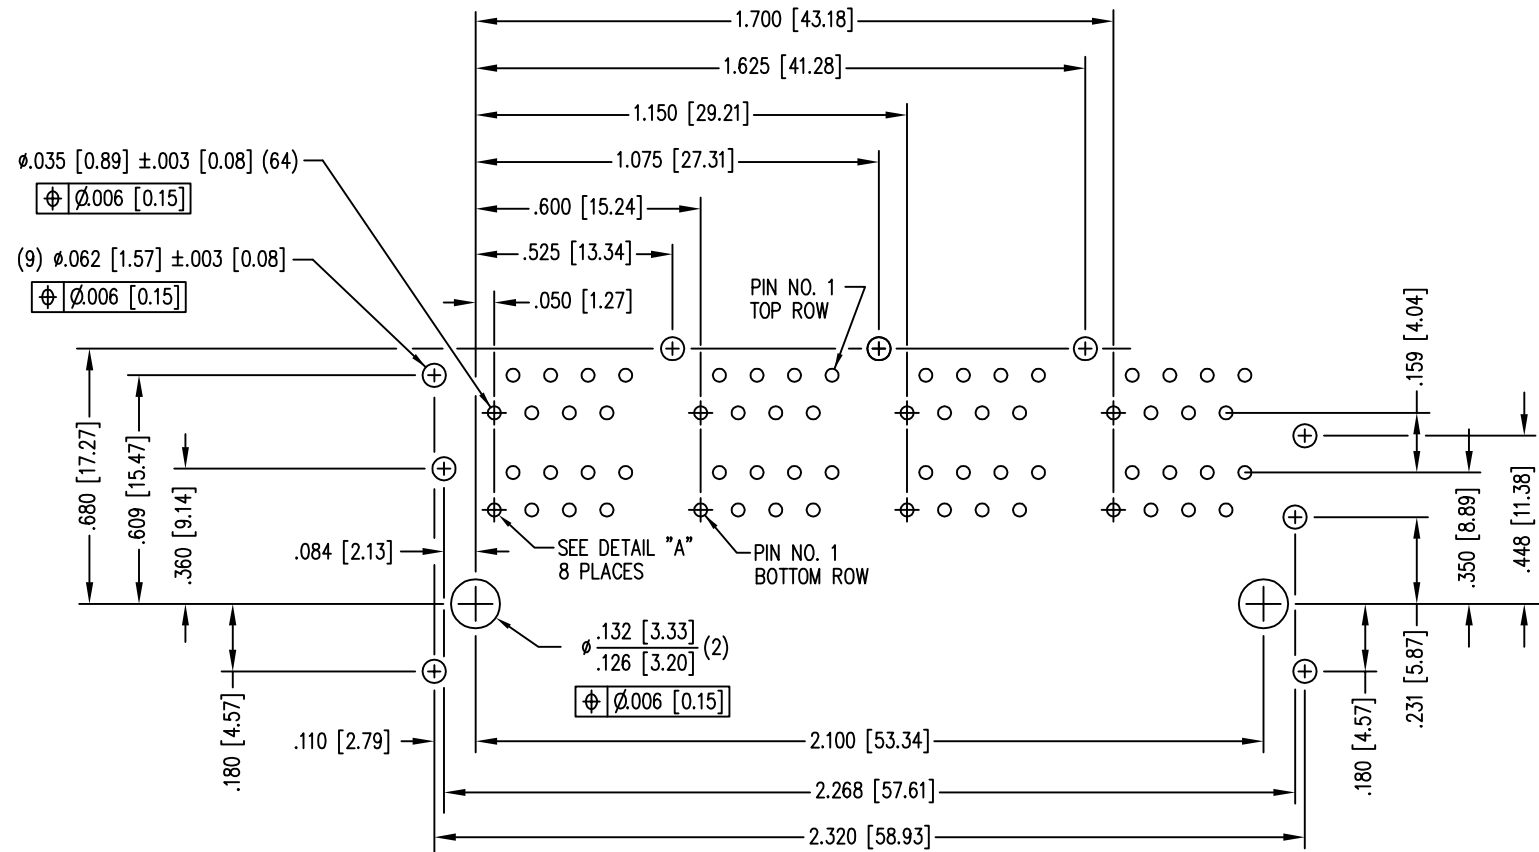 1.700 [43.18]
1.625 [41.28]
1.150 [29.21]
1.075 [27.31]
ø.035 [0.89] ±.003 [0.08] (64)
⌖ Ø.006 [0.15]
.600 [15.24]
(9) ø.062 [1.57] ±.003 [0.08]
⌖ Ø.006 [0.15]
.525 [13.34]
.050 [1.27]
PIN NO. 1
TOP ROW
.159 [4.04]
.680 [17.27]
.609 [15.47]
.360 [9.14]
.350 [8.89]
.448 [11.38]
.084 [2.13]
SEE DETAIL "A"
8 PLACES
PIN NO. 1
BOTTOM ROW
ø .132 [3.33]
.126 [3.20] (2)
⌖ Ø.006 [0.15]
.231 [5.87]
.180 [4.57]
.180 [4.57]
.110 [2.79]
2.100 [53.34]
2.268 [57.61]
2.320 [58.93]